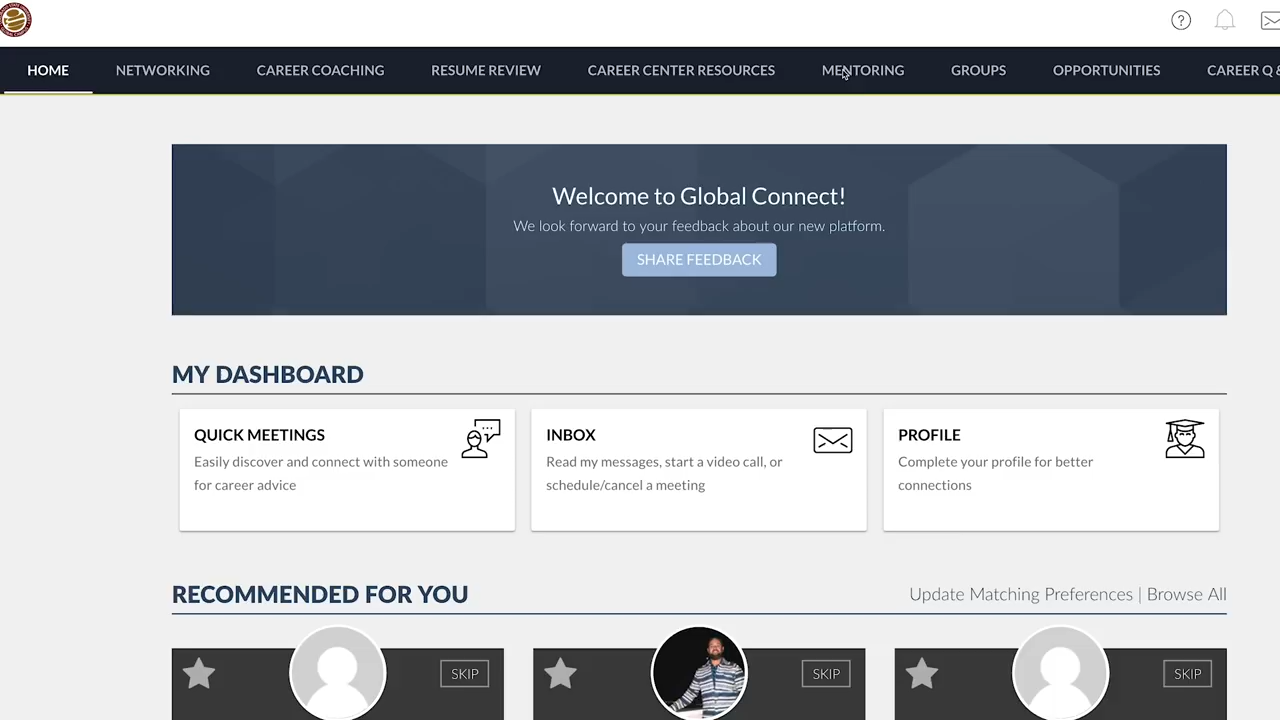 HOME NETWORKING CAREER COACHING RESUME REVIEW CAREER CENTER RESOURCES MENTORING GROUPS OPPORTUNITIES CAREER Q &
Welcome to Global Connect!
We look forward to your feedback about our new platform.
SHARE FEEDBACK
MY DASHBOARD
QUICK MEETINGS
Easily discover and connect with someone
for career advice
INBOX
Read my messages, start a video call, or
schedule/cancel a meeting
PROFILE
Complete your profile for better
connections
RECOMMENDED FOR YOU
Update Matching Preferences | Browse All
SKIP
SKIP
SKIP